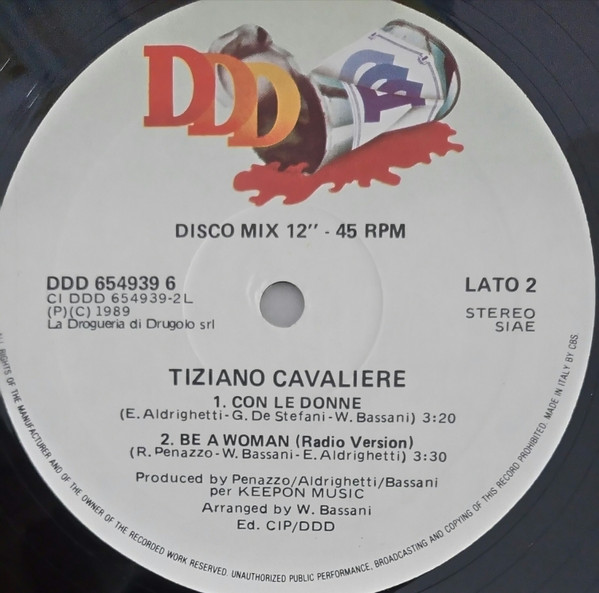 DDD
DISCO MIX 12" - 45 RPM
DDD 654939 6
CI DDD 654939-2L
(P)(C) 1989
La Drogueria di Drugolo srl
LATO 2
STEREO
SIAE
TIZIANO CAVALIERE
1. CON LE DONNE
(E. Aldrighetti-G. De Stefani-W. Bassani) 3:20
2. BE A WOMAN (Radio Version)
(R. Penazzo-W. Bassani-E. Aldrighetti) 3:30
Produced by Penazzo/Aldrighetti/Bassani
per KEEPON MUSIC
Arranged by W. Bassani
Ed. CIP/DDD
RIGHTS OF THE MANUFACTURER AND OF THE OWNER OF THE RECORDED WORK RESERVED. UNAUTHORIZED PUBLIC PERFORMANCE, BROADCASTING AND COPYING OF THIS RECORD PROHIBITED. MADE IN ITALY BY CBS